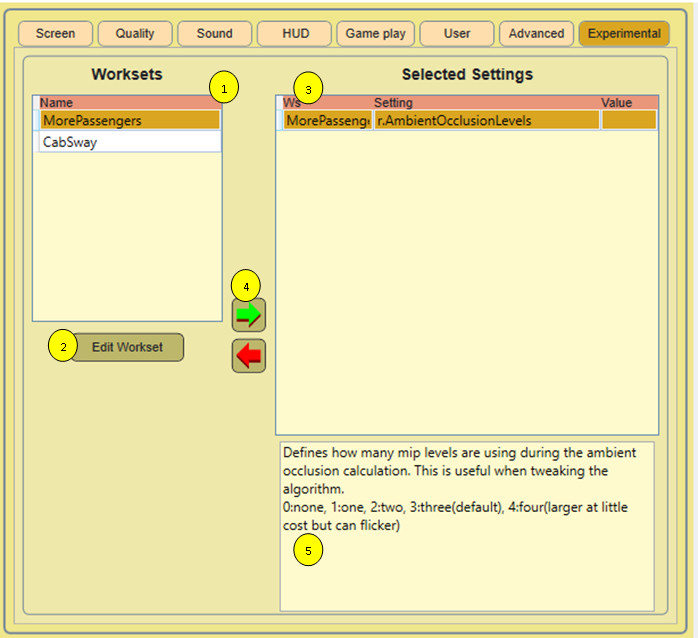 Screen Quality Sound HUD Game play User Advanced Experimental
Worksets Selected Settings
1
3
Name
Ws Setting Value
MorePassengers
MorePasseng r.AmbientOcclusionLevels
CabSway
4
2
Edit Workset
Defines how many mip levels are using during the ambient
occlusion calculation. This is useful when tweaking the
algorithm.
0:none, 1:one, 2:two, 3:three(default), 4:four(larger at little
cost but can flicker)
5